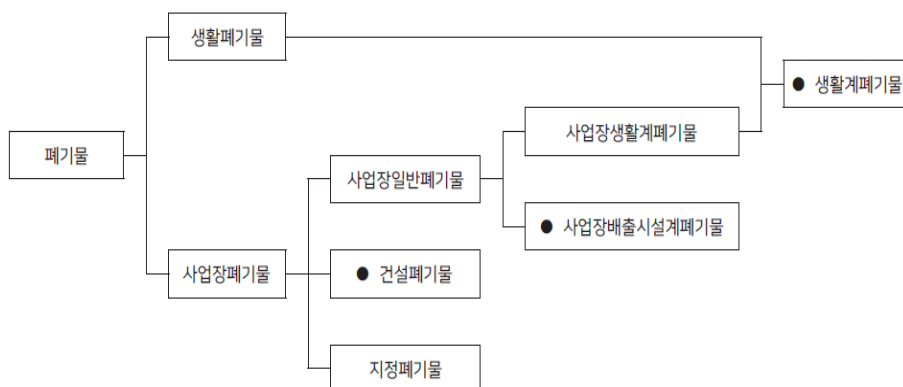 생활폐기물
● 생활계폐기물
사업장생활계폐기물
폐기물
사업장일반폐기물
● 사업장배출시설계폐기물
사업장폐기물
● 건설폐기물
지정폐기물